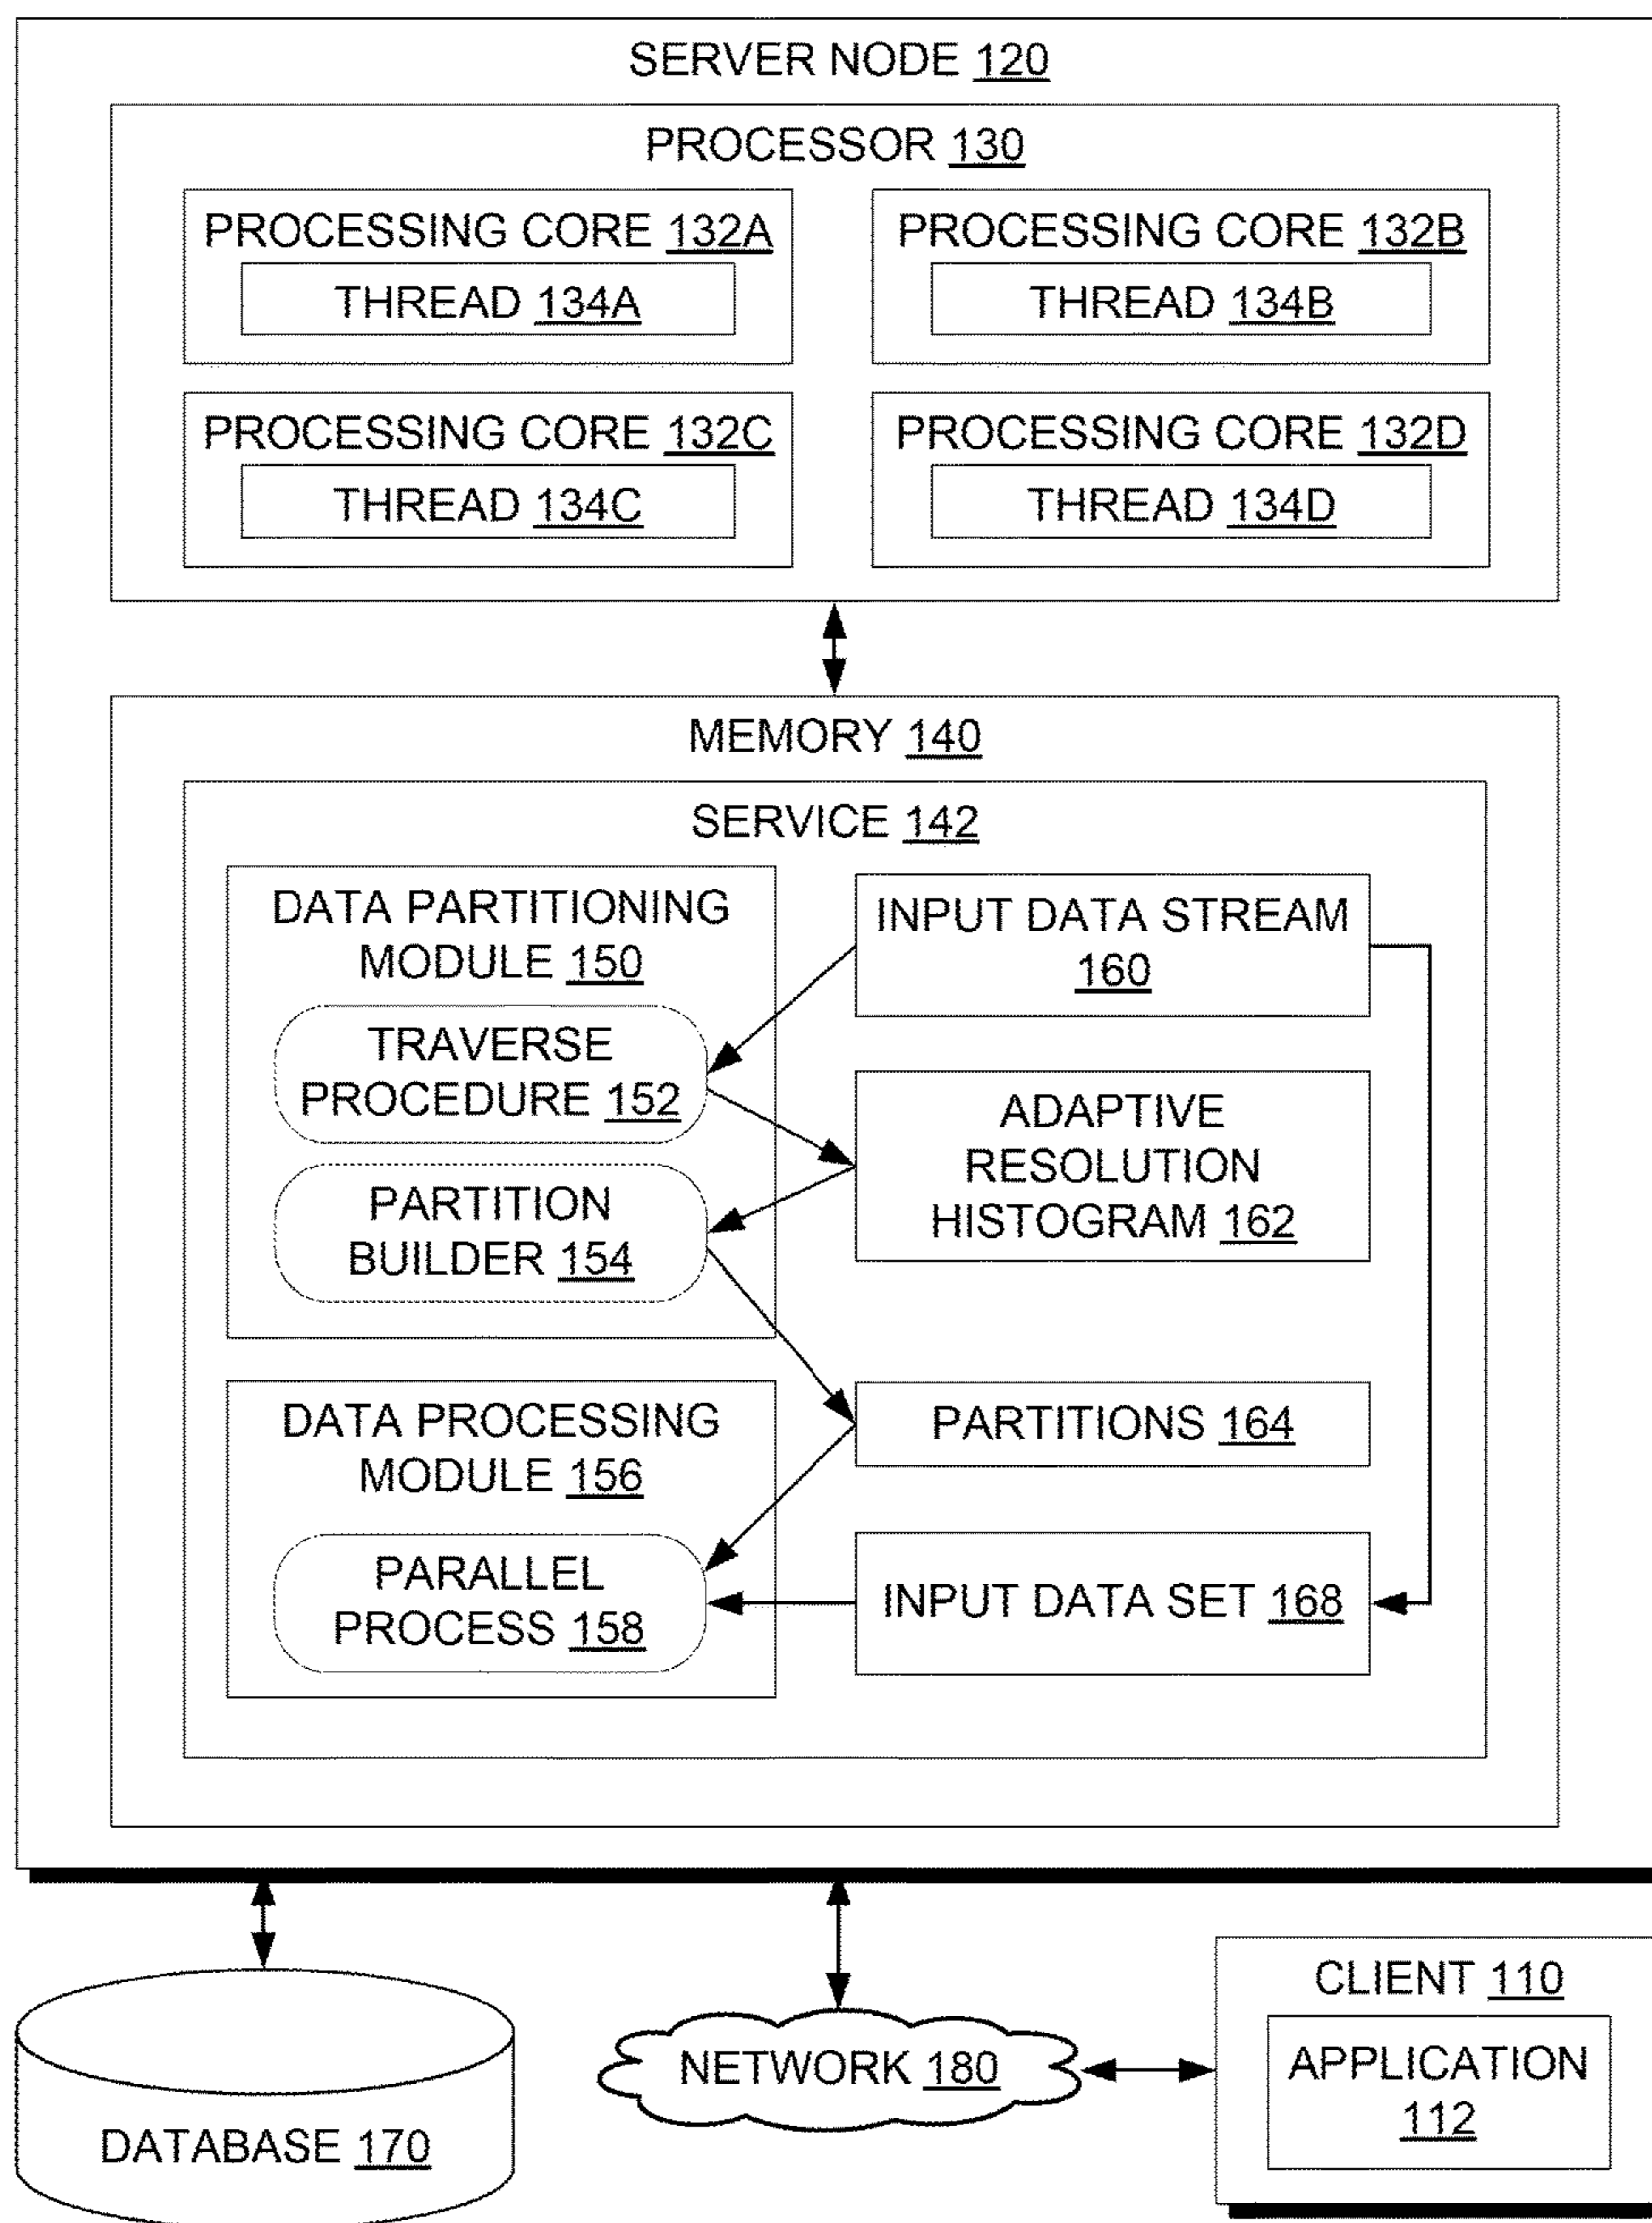 SERVER NODE 120
PROCESSOR 130
PROCESSING CORE 132A
THREAD 134A
PROCESSING CORE 132B
THREAD 134B
PROCESSING CORE 132C
THREAD 134C
PROCESSING CORE 132D
THREAD 134D
MEMORY 140
SERVICE 142
DATA PARTITIONING
MODULE 150
TRAVERSE
PROCEDURE 152
PARTITION
BUILDER 154
INPUT DATA STREAM
160
ADAPTIVE
RESOLUTION
HISTOGRAM 162
DATA PROCESSING
MODULE 156
PARALLEL
PROCESS 158
PARTITIONS 164
INPUT DATA SET 168
DATABASE 170
NETWORK 180
CLIENT 110
APPLICATION
112